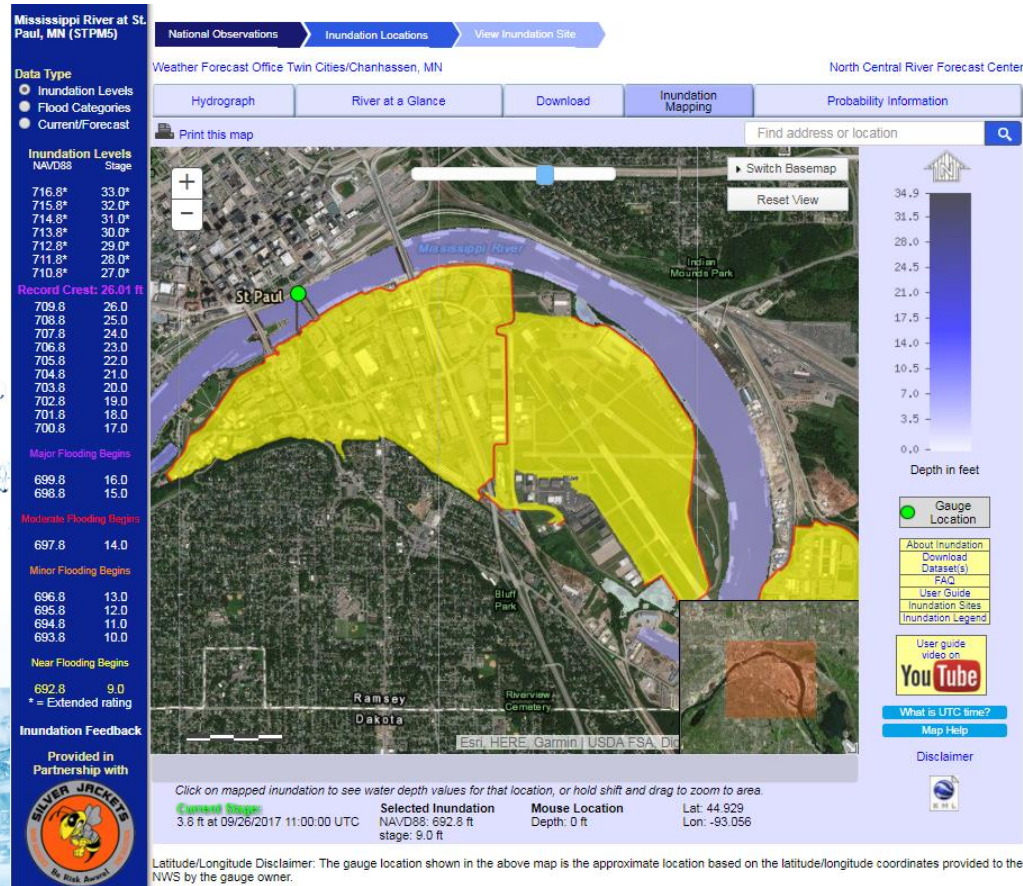 Mississippi River at St.
Paul, MN (STPM5)
Data Type
Inundation Levels
Flood Categories
Current/Forecast
Inundation Levels
NAVD88 Stage
716.8* 33.0*
715.8* 32.0*
714.8* 31.0*
713.8* 30.0*
712.8* 29.0*
711.8* 28.0*
710.8* 27.0*
Record Crest: 26.01 ft
709.8 26.0
708.8 25.0
707.8 24.0
706.8 23.0
705.8 22.0
704.8 21.0
703.8 20.0
702.8 19.0
701.8 18.0
700.8 17.0
Major Flooding Begins
699.8 16.0
698.8 15.0
Moderate Flooding Begins
697.8 14.0
Minor Flooding Begins
696.8 13.0
695.8 12.0
694.8 11.0
693.8 10.0
Near Flooding Begins
692.8 9.0
* = Extended rating
Inundation Feedback
Provided in
Partnership with
SILVER JACKETS
Be Risk Aware!
National Observations Inundation Locations View Inundation Site
Weather Forecast Office Twin Cities/Chanhassen, MN North Central River Forecast Center
Hydrograph River at a Glance Download Inundation Mapping Probability Information
Print this map Find address or location
+
−
Switch Basemap
Reset View
Mississippi River
Indian
Mounds Park
St Paul
Bluff
Park
Ramsey
Dakota
Riverview
Cemetery
Esri, HERE, Garmin | USDA FSA,
N
34.9
31.5
28.0
24.5
21.0
17.5
14.0
10.5
7.0
3.5
0.0
Depth in feet
Gauge
Location
About Inundation
Download
Dataset(s)
FAQ
User Guide
Inundation Sites
Inundation Legend
User guide
video on
YouTube
What is UTC time?
Map Help
Disclaimer
KML
Click on mapped inundation to see water depth values for that location, or hold shift and drag to zoom to area.
Current Stage: Selected Inundation Mouse Location Lat: 44.929
3.8 ft at 09/26/2017 11:00:00 UTC NAVD88: 692.8 ft Depth: 0 ft Lon: -93.056
stage: 9.0 ft
Latitude/Longitude Disclaimer: The gauge location shown in the above map is the approximate location based on the latitude/longitude coordinates provided to the
NWS by the gauge owner.